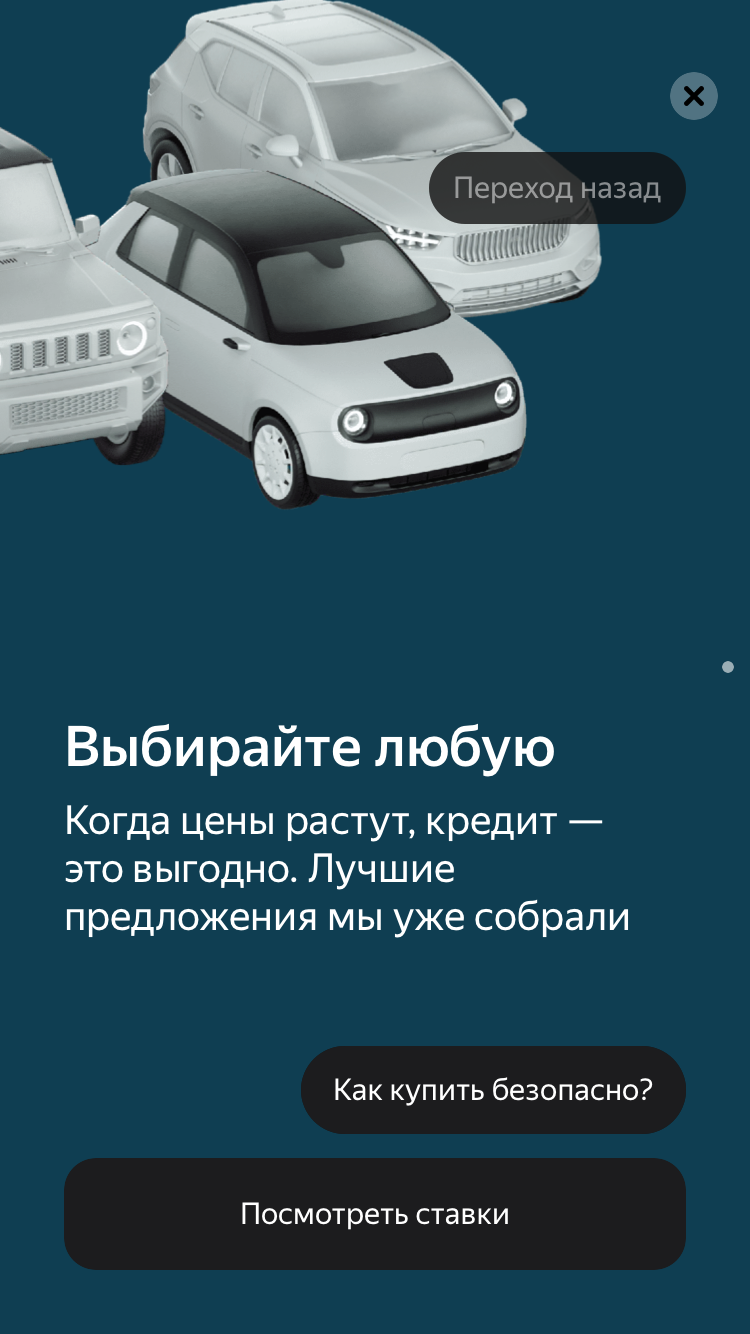 Переход назад
Выбирайте любую
Когда цены растут, кредит —
это выгодно. Лучшие
предложения мы уже собрали
Как купить безопасно?
Посмотреть ставки